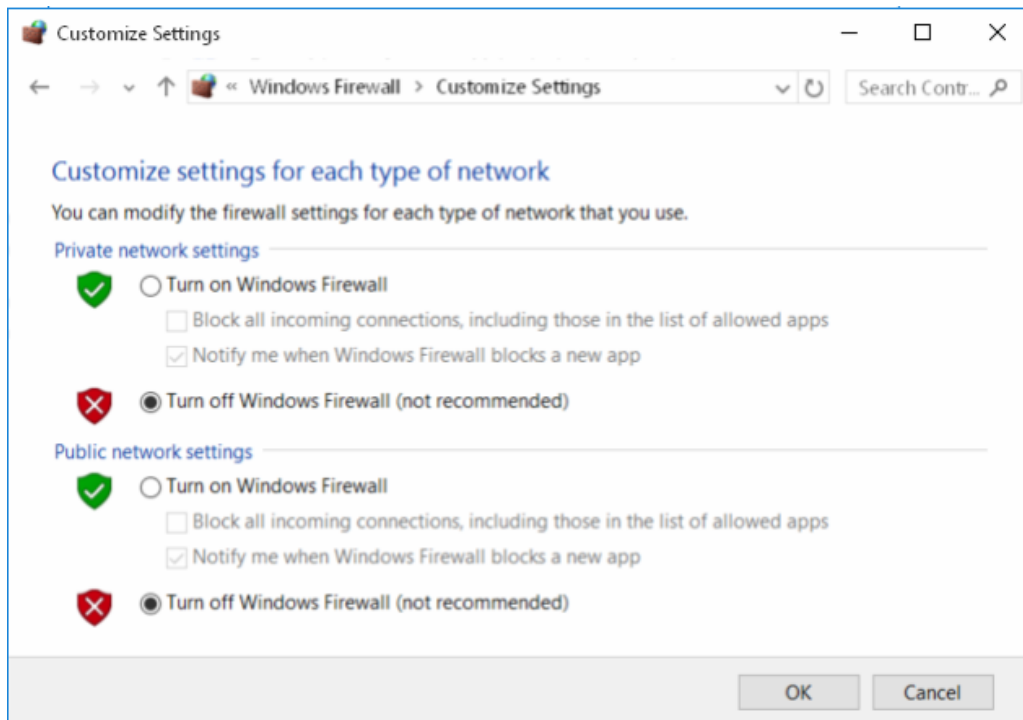 Customize Settings
« Windows Firewall > Customize Settings
Search Contr...
Customize settings for each type of network
You can modify the firewall settings for each type of network that you use.
Private network settings
Turn on Windows Firewall
Block all incoming connections, including those in the list of allowed apps
Notify me when Windows Firewall blocks a new app
Turn off Windows Firewall (not recommended)
Public network settings
Turn on Windows Firewall
Block all incoming connections, including those in the list of allowed apps
Notify me when Windows Firewall blocks a new app
Turn off Windows Firewall (not recommended)
OK Cancel